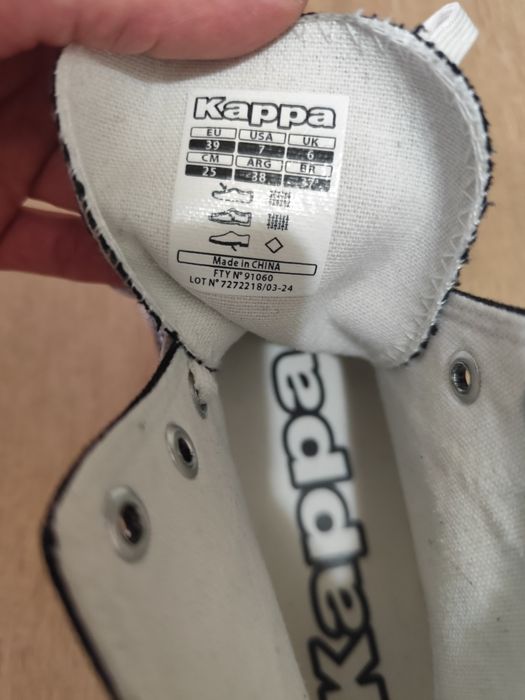 Kappa
EU USA UK
39 7 6
CM ARG BR
25 38 37
Made in CHINA
FTY N° 91060
LOT N° 7272218/03-24
Kappa